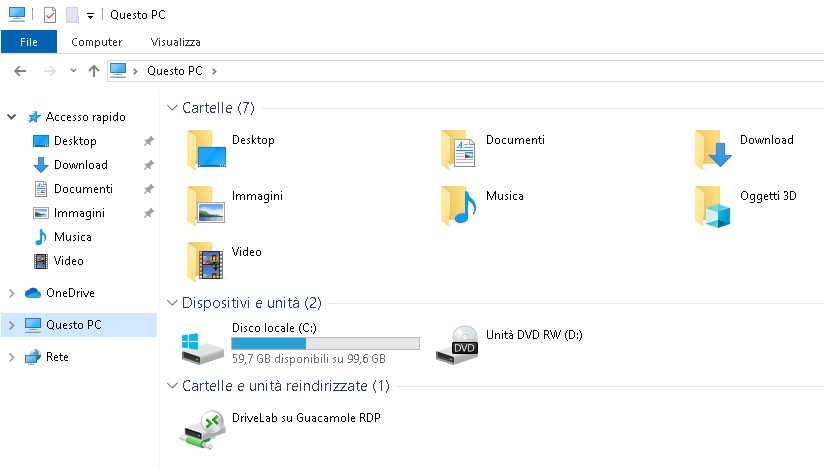 Questo PC
File
Computer
Visualizza
Questo PC
Accesso rapido
Desktop
Download
Documenti
Immagini
Musica
Video
OneDrive
Questo PC
Rete
Cartelle (7)
Desktop
Documenti
Download
Immagini
Musica
Oggetti 3D
Video
Dispositivi e unità (2)
Disco locale (C:)
59,7 GB disponibili su 99,6 GB
Unità DVD RW (D:)
DVD
Cartelle e unità reindirizzate (1)
DriveLab su Guacamole RDP